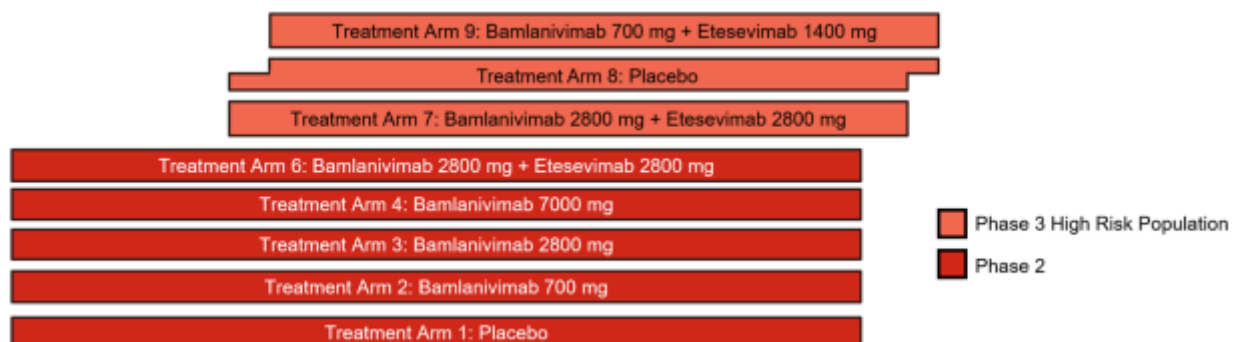 Treatment Arm 9: Bamlanivimab 700 mg + Etesevimab 1400 mg
Treatment Arm 8: Placebo
Treatment Arm 7: Bamlanivimab 2800 mg + Etesevimab 2800 mg
Treatment Arm 6: Bamlanivimab 2800 mg + Etesevimab 2800 mg
Treatment Arm 4: Bamlanivimab 7000 mg
Treatment Arm 3: Bamlanivimab 2800 mg
Treatment Arm 2: Bamlanivimab 700 mg
Treatment Arm 1: Placebo
Phase 3 High Risk Population
Phase 2